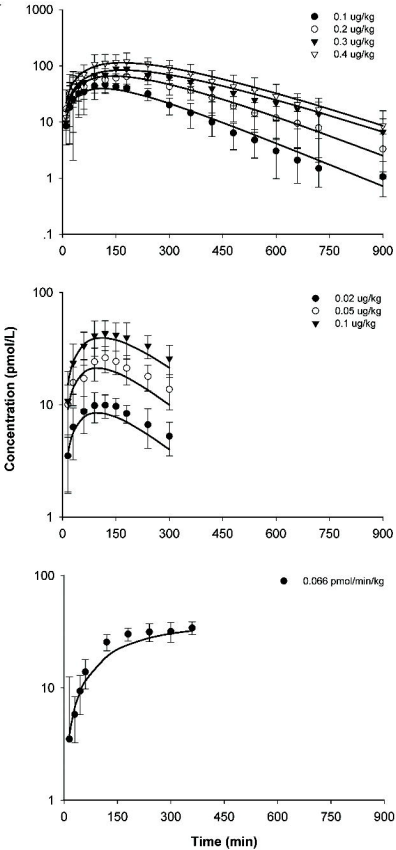 1000
100
10
1
.1
0.1 ug/kg
0.2 ug/kg
0.3 ug/kg
0.4 ug/kg
0 150 300 450 600 750 900
Concentration (pmol/L)
100
10
1
0.02 ug/kg
0.05 ug/kg
0.1 ug/kg
0 150 300 450 600 750 900
100
10
1
0.066 pmol/min/kg
0 150 300 450 600 750 900
Time (min)